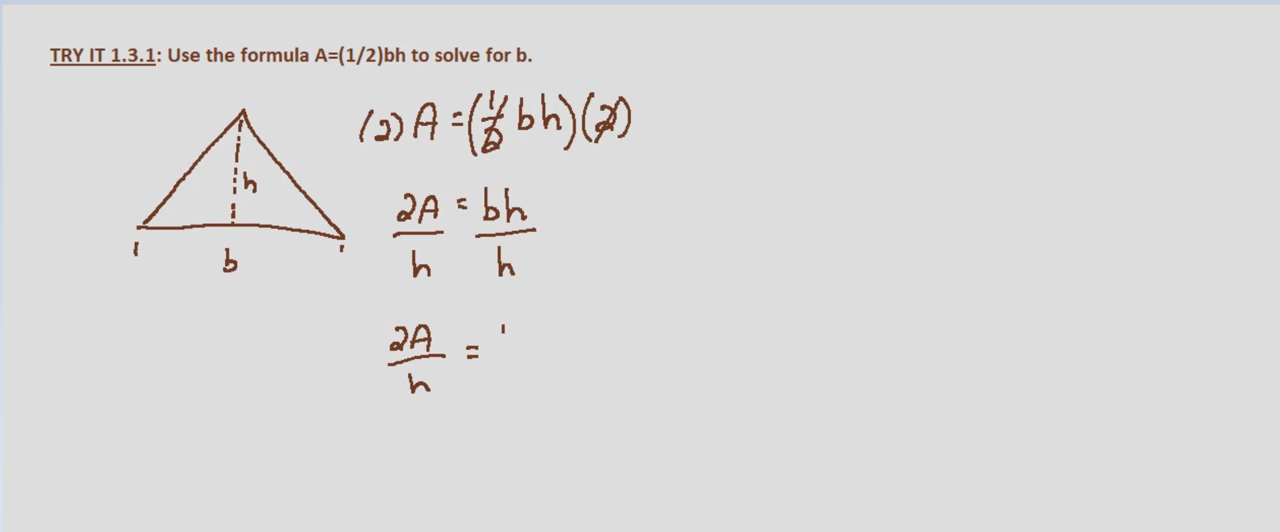 TRY IT 1.3.1: Use the formula A=(1/2)bh to solve for b.
(2) A = (1/2 bh)(2)
h
2A = bh
h h
b
2A =
h